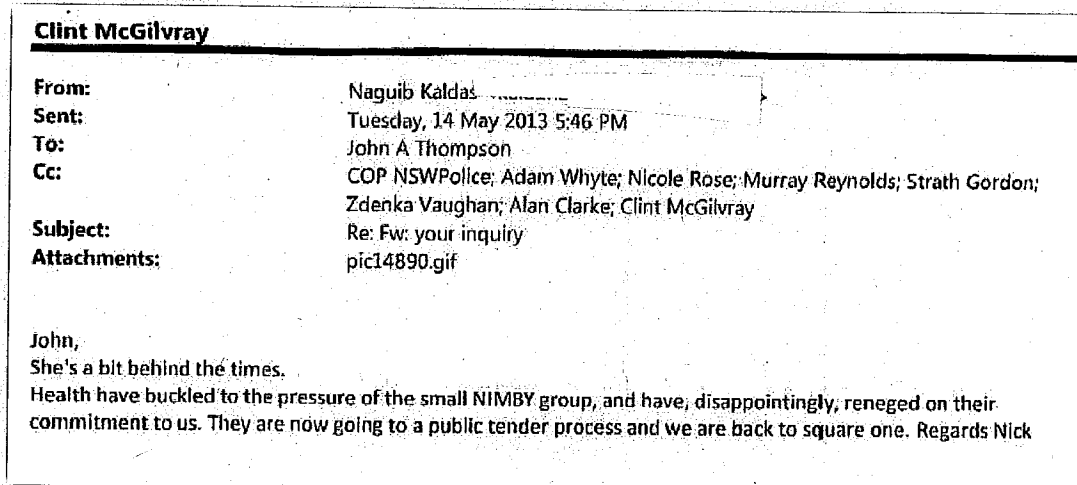 Clint McGilvray
From: Naguib Kaldas
Sent: Tuesday, 14 May 2013 5:46 PM
To: John A Thompson
Cc: COP NSWPolice; Adam Whyte; Nicole Rose; Murray Reynolds; Strath Gordon;
Zdenka Vaughan; Alan Clarke; Clint McGilvray
Subject: Re: Fw: your inquiry
Attachments: pic14890.gif
John,
She's a bit behind the times.
Health have buckled to the pressure of the small NIMBY group, and have, disappointingly, reneged on their
commitment to us. They are now going to a public tender process and we are back to square one. Regards Nick